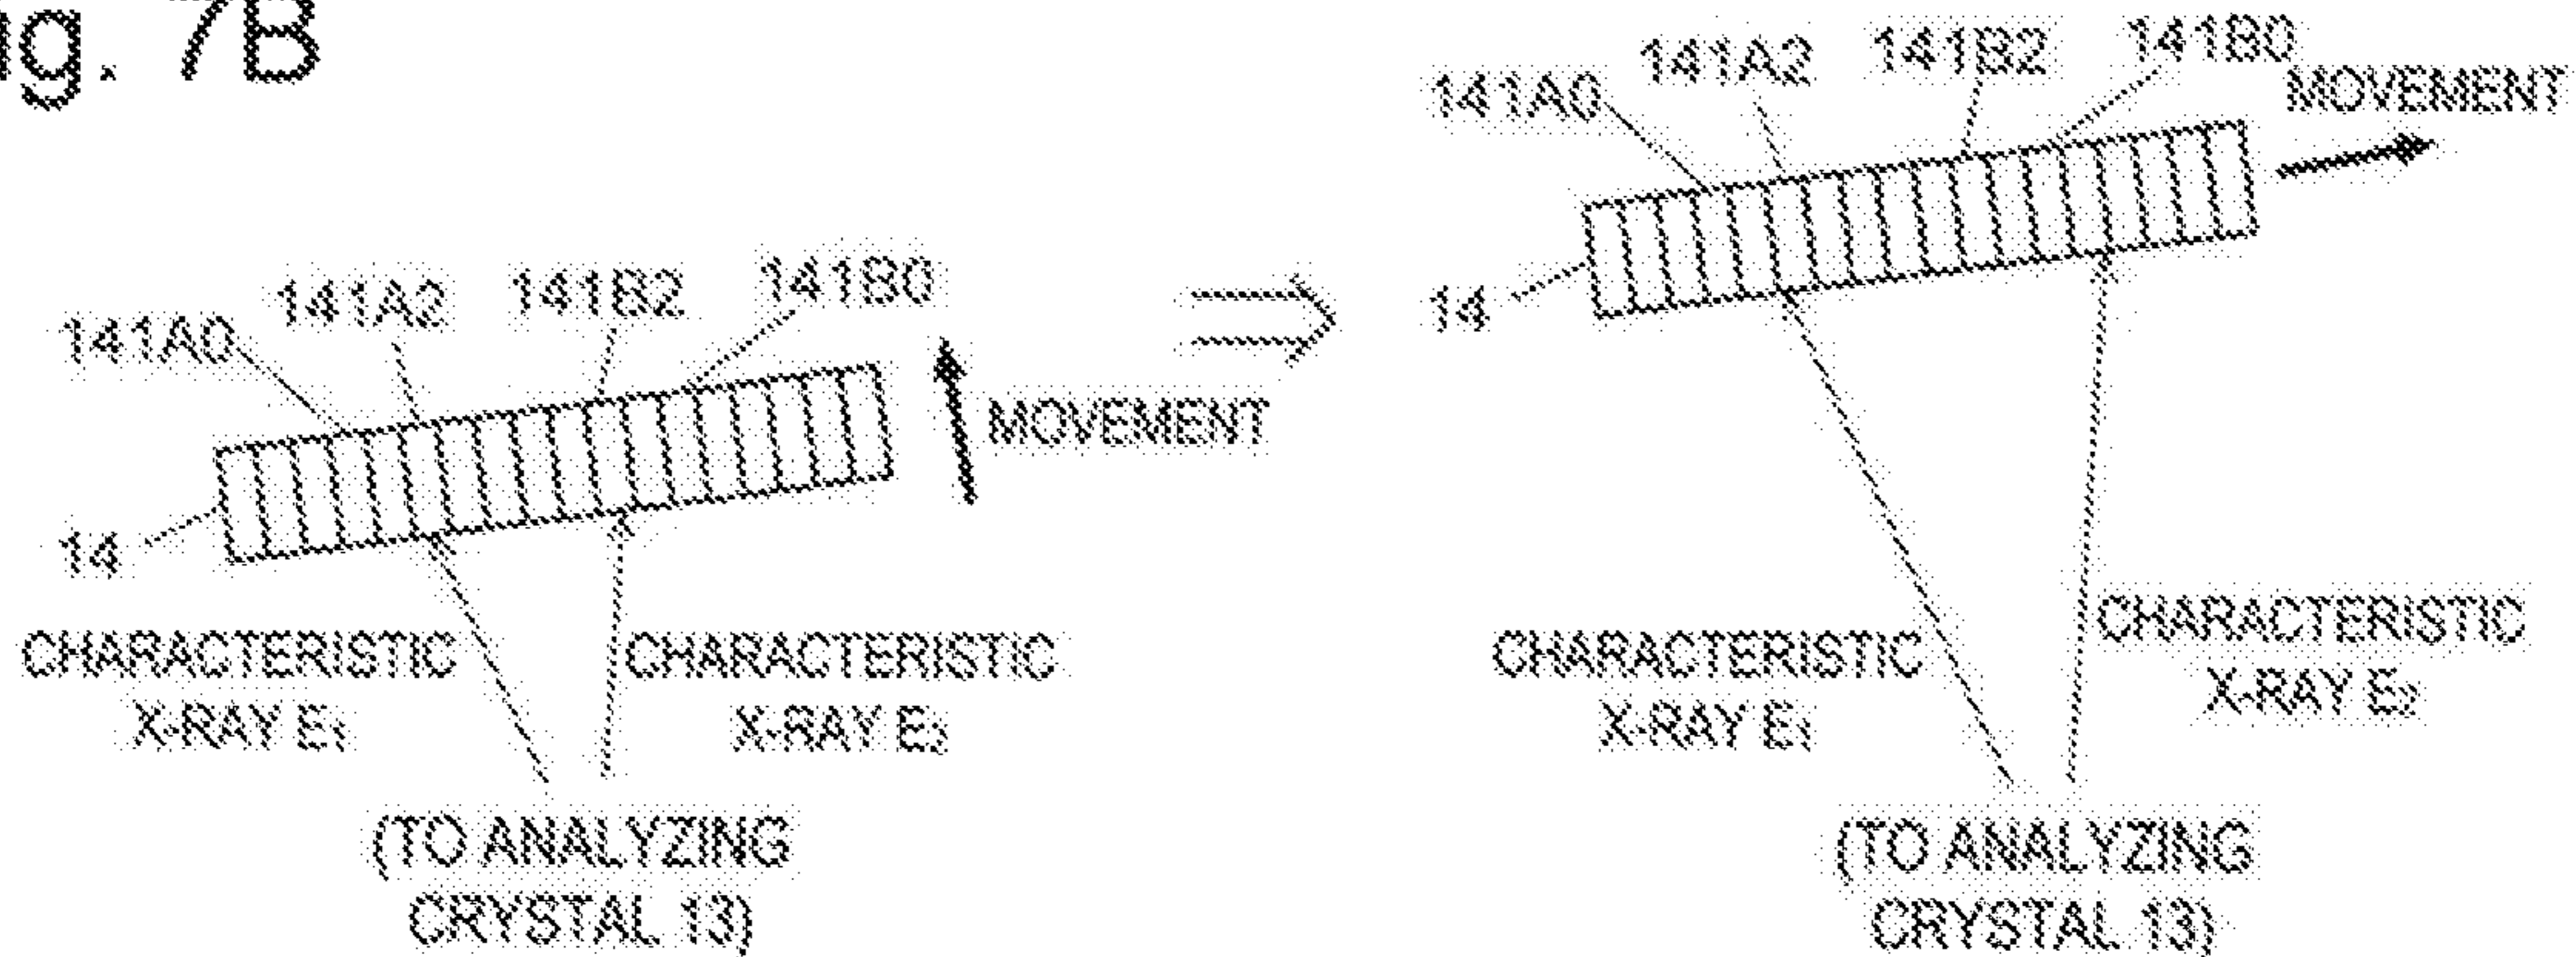 ng. 7B
141A0
141A2
141B2
141B0
MOVEMENT
14
CHARACTERISTIC
X-RAY E1
CHARACTERISTIC
X-RAY E2
(TO ANALYZING
CRYSTAL 13)
141A0
141A2
141B2
141B0
MOVEMENT
14
CHARACTERISTIC
X-RAY E1
CHARACTERISTIC
X-RAY E2
(TO ANALYZING
CRYSTAL 13)